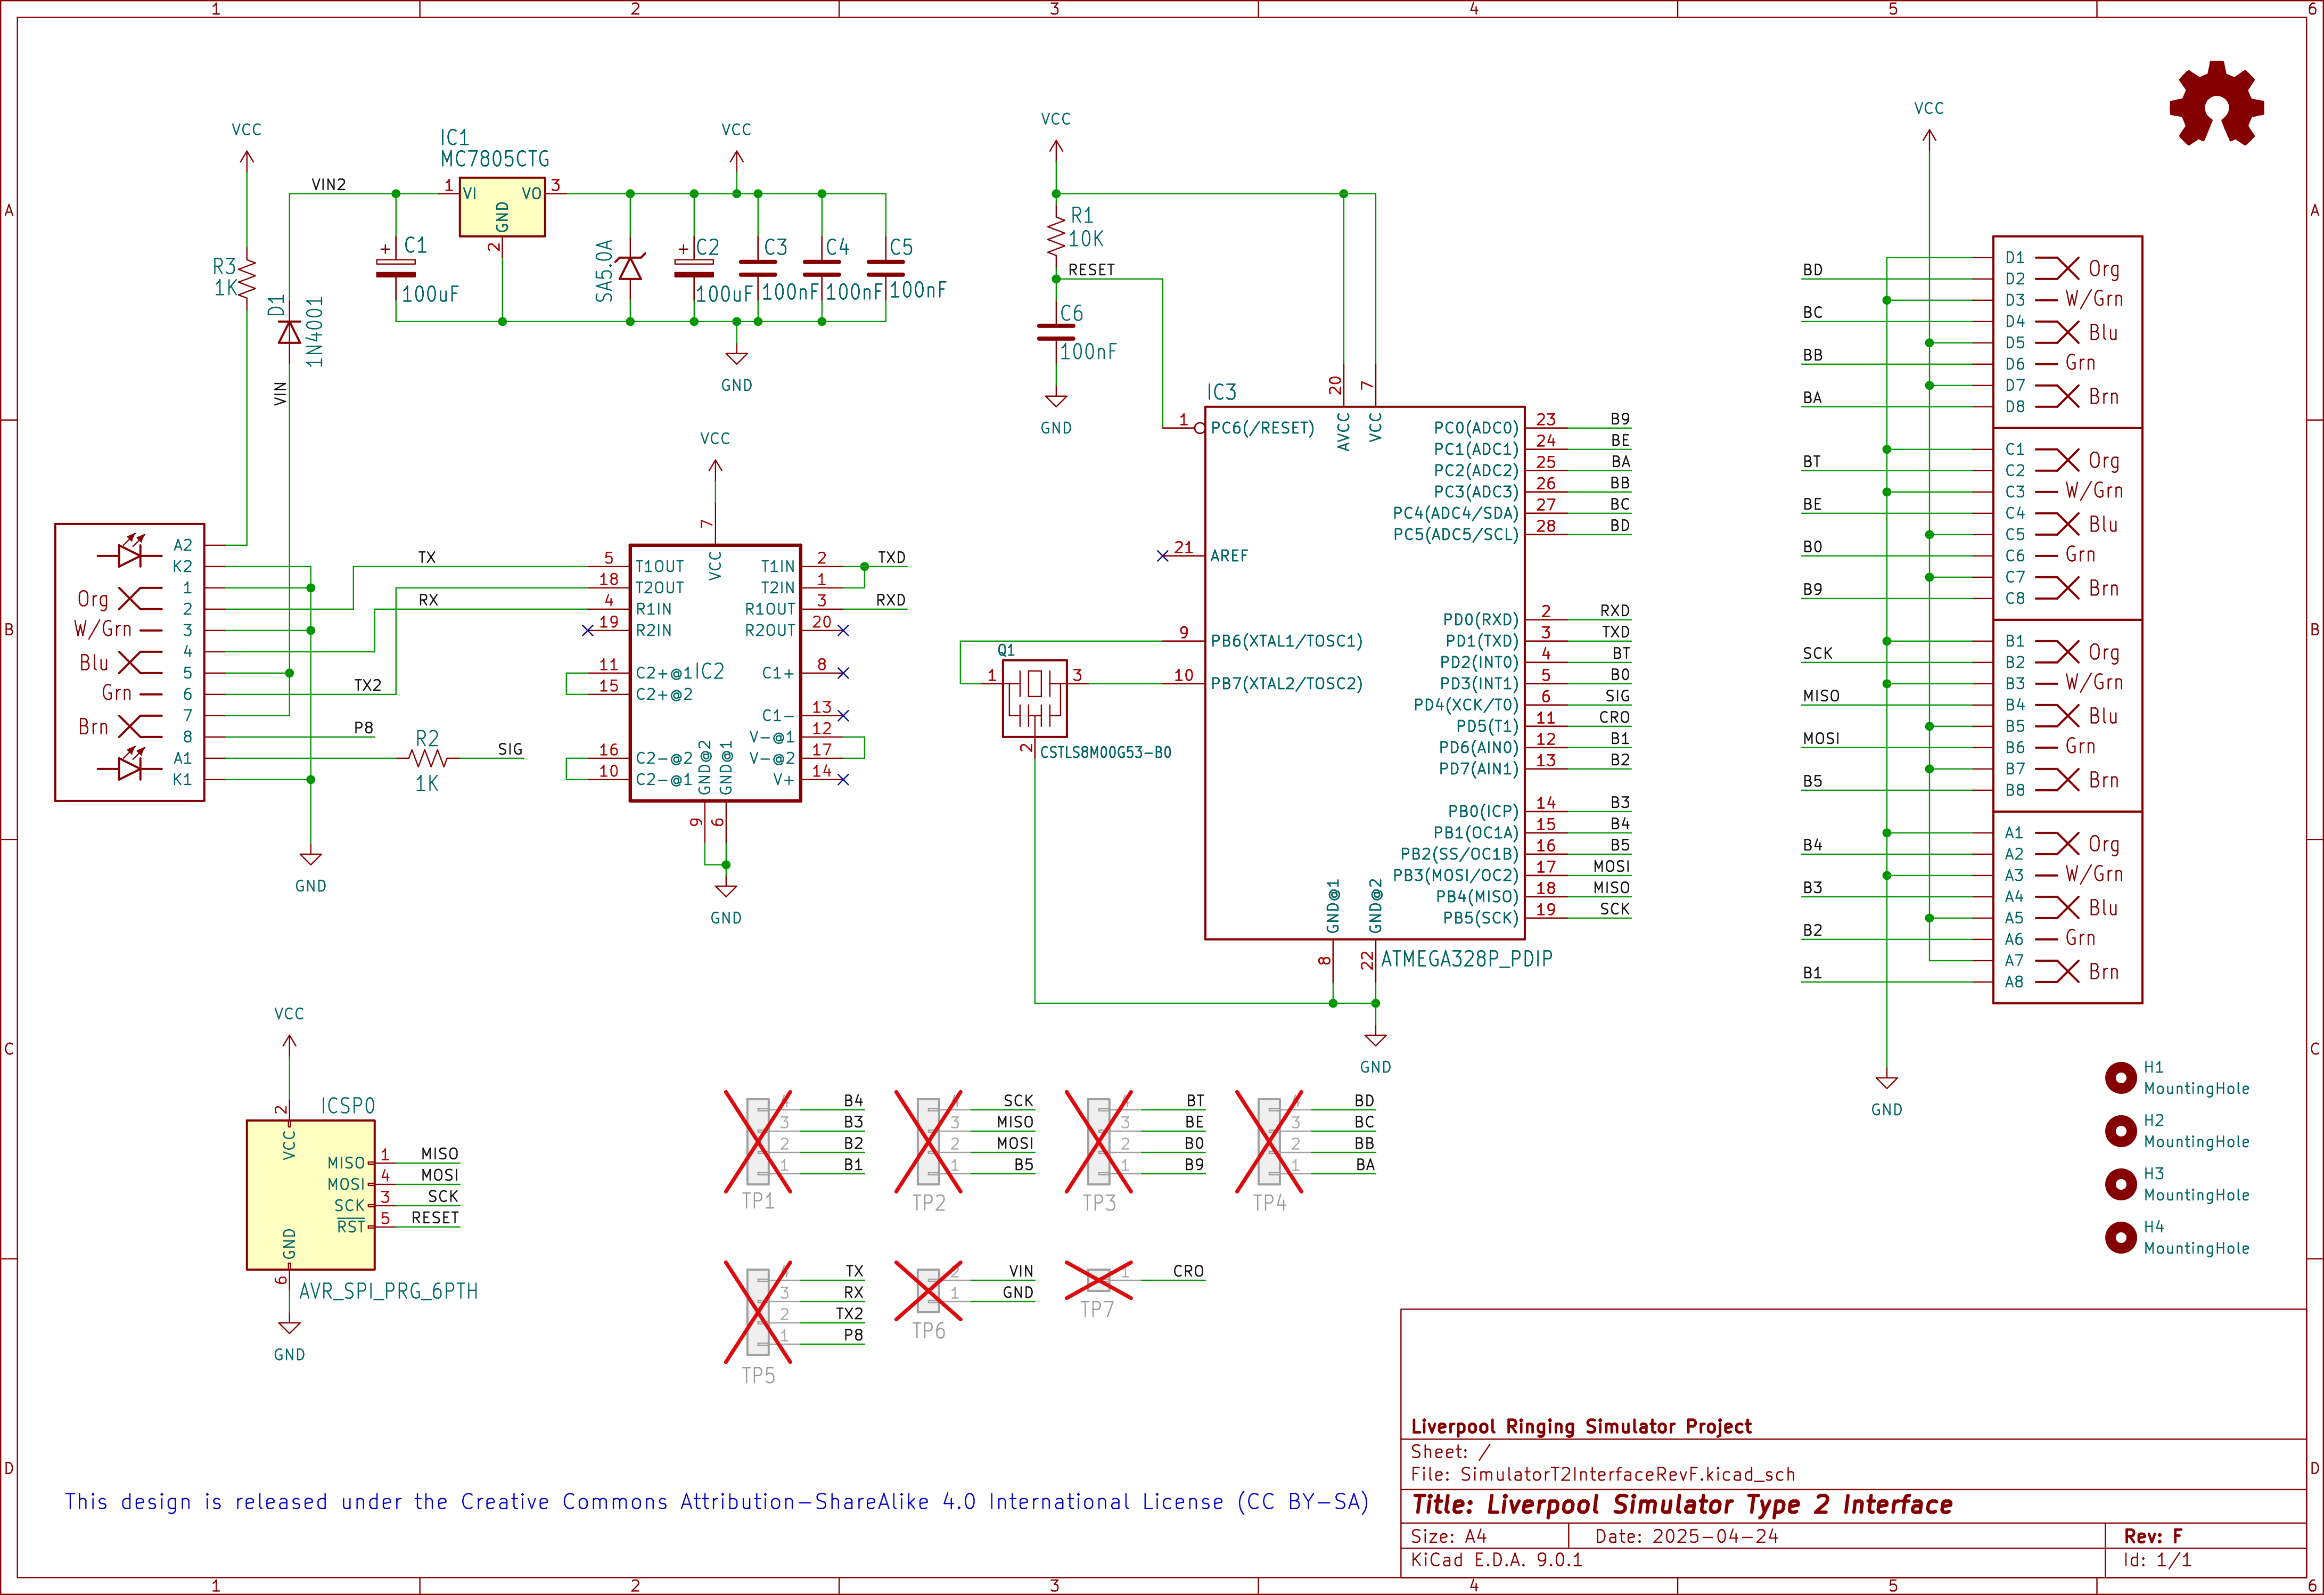 1 2 3 4 5 6
A A
B B
C C
D D
1 2 3 4 5 6
VCC
R3
1K
VIN2
D1
1N4001
VIN
IC1
MC7805CTG
1 VI VO 3
GND
2
C1
100uF
VCC
SA5.0A
C2
100uF
C3
100nF
C4
100nF
C5
100nF
GND
A2
K2
Org 1
2
W/Grn 3
4
Blu 5
Grn 6
7
Brn 8
A1
K1
TX
RX
TX2
P8
R2
1K
SIG
GND
VCC
7
VCC
5 T1OUT T1IN 2 TXD
18 T2OUT T2IN 1
4 R1IN R1OUT 3 RXD
19 R2IN R2OUT 20
11 C2+@1 IC2 C1+ 8
15 C2+@2
C1- 13
V-@1 12
16 C2-@2 V-@2 17
10 C2-@1 V+ 14
GND@2 GND@1
9 6
GND
VCC
R1
10K
RESET
C6
100nF
GND
IC3
20 7
AVCC VCC
1 PC6(/RESET)
21 AREF
9 PB6(XTAL1/TOSC1)
10 PB7(XTAL2/TOSC2)
Q1
1 3
2
CSTLS8M00G53-B0
PC0(ADC0) 23 B9
PC1(ADC1) 24 BE
PC2(ADC2) 25 BA
PC3(ADC3) 26 BB
PC4(ADC4/SDA) 27 BC
PC5(ADC5/SCL) 28 BD
PD0(RXD) 2 RXD
PD1(TXD) 3 TXD
PD2(INT0) 4 BT
PD3(INT1) 5 B0
PD4(XCK/T0) 6 SIG
PD5(T1) 11 CRO
PD6(AIN0) 12 B1
PD7(AIN1) 13 B2
PB0(ICP) 14 B3
PB1(OC1A) 15 B4
PB2(SS/OC1B) 16 B5
PB3(MOSI/OC2) 17 MOSI
PB4(MISO) 18 MISO
PB5(SCK) 19 SCK
GND@1 GND@2
8 22
ATMEGA328P_PDIP
GND
VCC
D1 Org
BD D2
D3 W/Grn
BC D4
D5 Blu
BB D6 Grn
D7 Brn
BA D8
C1 Org
BT C2
C3 W/Grn
BE C4
C5 Blu
B0 C6 Grn
C7 Brn
B9 C8
B1 Org
SCK B2
B3 W/Grn
MISO B4
B5 Blu
MOSI B6 Grn
B7 Brn
B5 B8
A1 Org
B4 A2
A3 W/Grn
B3 A4
A5 Blu
B2 A6 Grn
A7 Brn
B1 A8
GND
VCC
2
ICSP0
VCC
MISO 1 MISO
MOSI 4 MOSI
SCK 3 SCK
RST 5 RESET
GND
6
AVR_SPI_PRG_6PTH
GND
4 B4
3 B3
2 B2
1 B1
TP1
4 SCK
3 MISO
2 MOSI
1 B5
TP2
4 BT
3 BE
2 B0
1 B9
TP3
4 BD
3 BC
2 BB
1 BA
TP4
4 TX
3 RX
2 TX2
1 P8
TP5
2 VIN
1 GND
TP6
1 CRO
TP7
H1
MountingHole
H2
MountingHole
H3
MountingHole
H4
MountingHole
This design is released under the Creative Commons Attribution-ShareAlike 4.0 International License (CC BY-SA)
Liverpool Ringing Simulator Project
Sheet: /
File: SimulatorT2InterfaceRevF.kicad_sch
Title: Liverpool Simulator Type 2 Interface
Size: A4 Date: 2025-04-24 Rev: F
KiCad E.D.A. 9.0.1 Id: 1/1